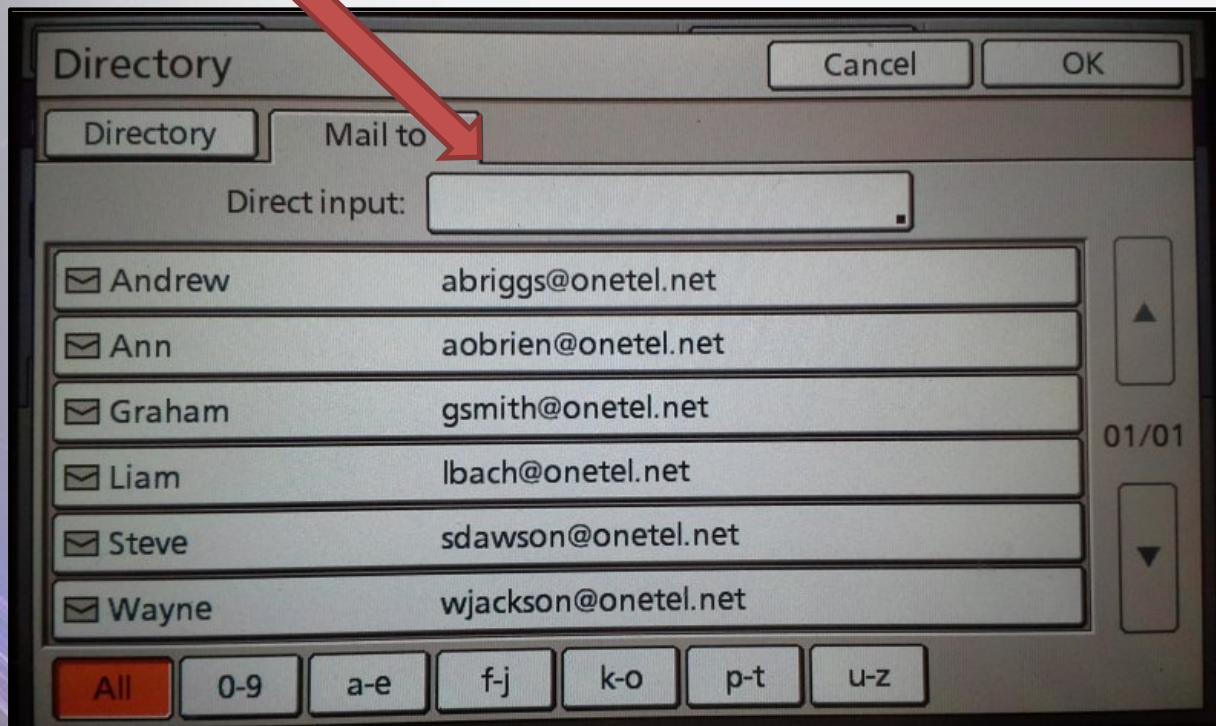 Directory Cancel OK
Directory Mail to
Direct input:
Andrew abriggs@onetel.net
Ann aobrien@onetel.net
Graham gsmith@onetel.net
01/01
Liam lbach@onetel.net
Steve sdawson@onetel.net
Wayne wjackson@onetel.net
All 0-9 a-e f-j k-o p-t u-z